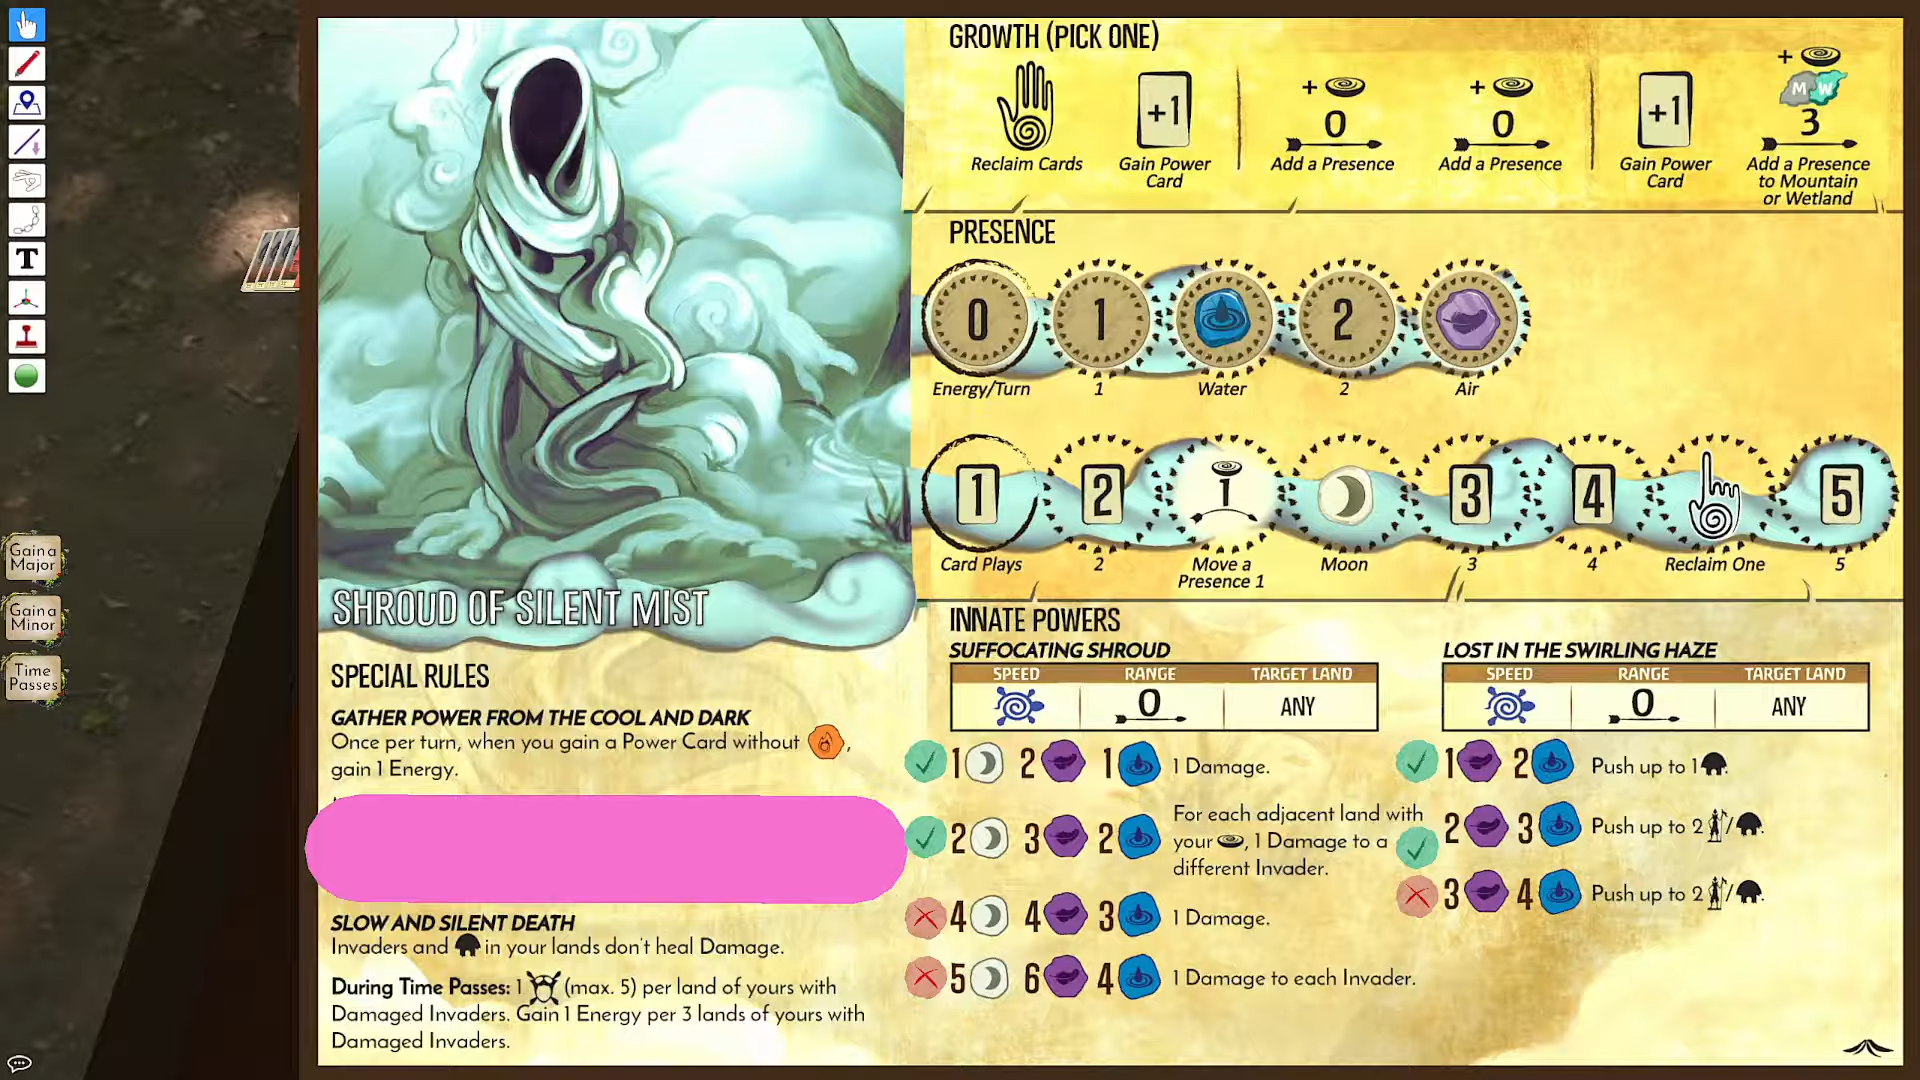 GROWTH (PICK ONE)
+1
+
0
+
0
+1
+
M W
3
Reclaim Cards
Gain Power
Card
Add a Presence
Add a Presence
Gain Power
Card
Add a Presence
to Mountain
or Wetland
PRESENCE
0
1
2
Energy/Turn
1
Water
2
Air
1
2
1
3
4
5
Card Plays
2
Move a
Presence 1
Moon
3
4
Reclaim One
5
Gain a
Major
Gain a
Minor
Time
Passes
T
SHROUD OF SILENT MIST
SPECIAL RULES
GATHER POWER FROM THE COOL AND DARK
Once per turn, when you gain a Power Card without ,
gain 1 Energy.
SLOW AND SILENT DEATH
Invaders and in your lands don't heal Damage.
During Time Passes: 1 (max. 5) per land of yours with
Damaged Invaders. Gain 1 Energy per 3 lands of yours with
Damaged Invaders.
INNATE POWERS
SUFFOCATING SHROUD
SPEED RANGE TARGET LAND
0 ANY
1 2 1 1 Damage.
2 3 2 For each adjacent land with
your , 1 Damage to a
different Invader.
4 4 3 1 Damage.
5 6 4 1 Damage to each Invader.
LOST IN THE SWIRLING HAZE
SPEED RANGE TARGET LAND
0 ANY
1 2 Push up to 1 .
2 3 Push up to 2 / .
3 4 Push up to 2 / .